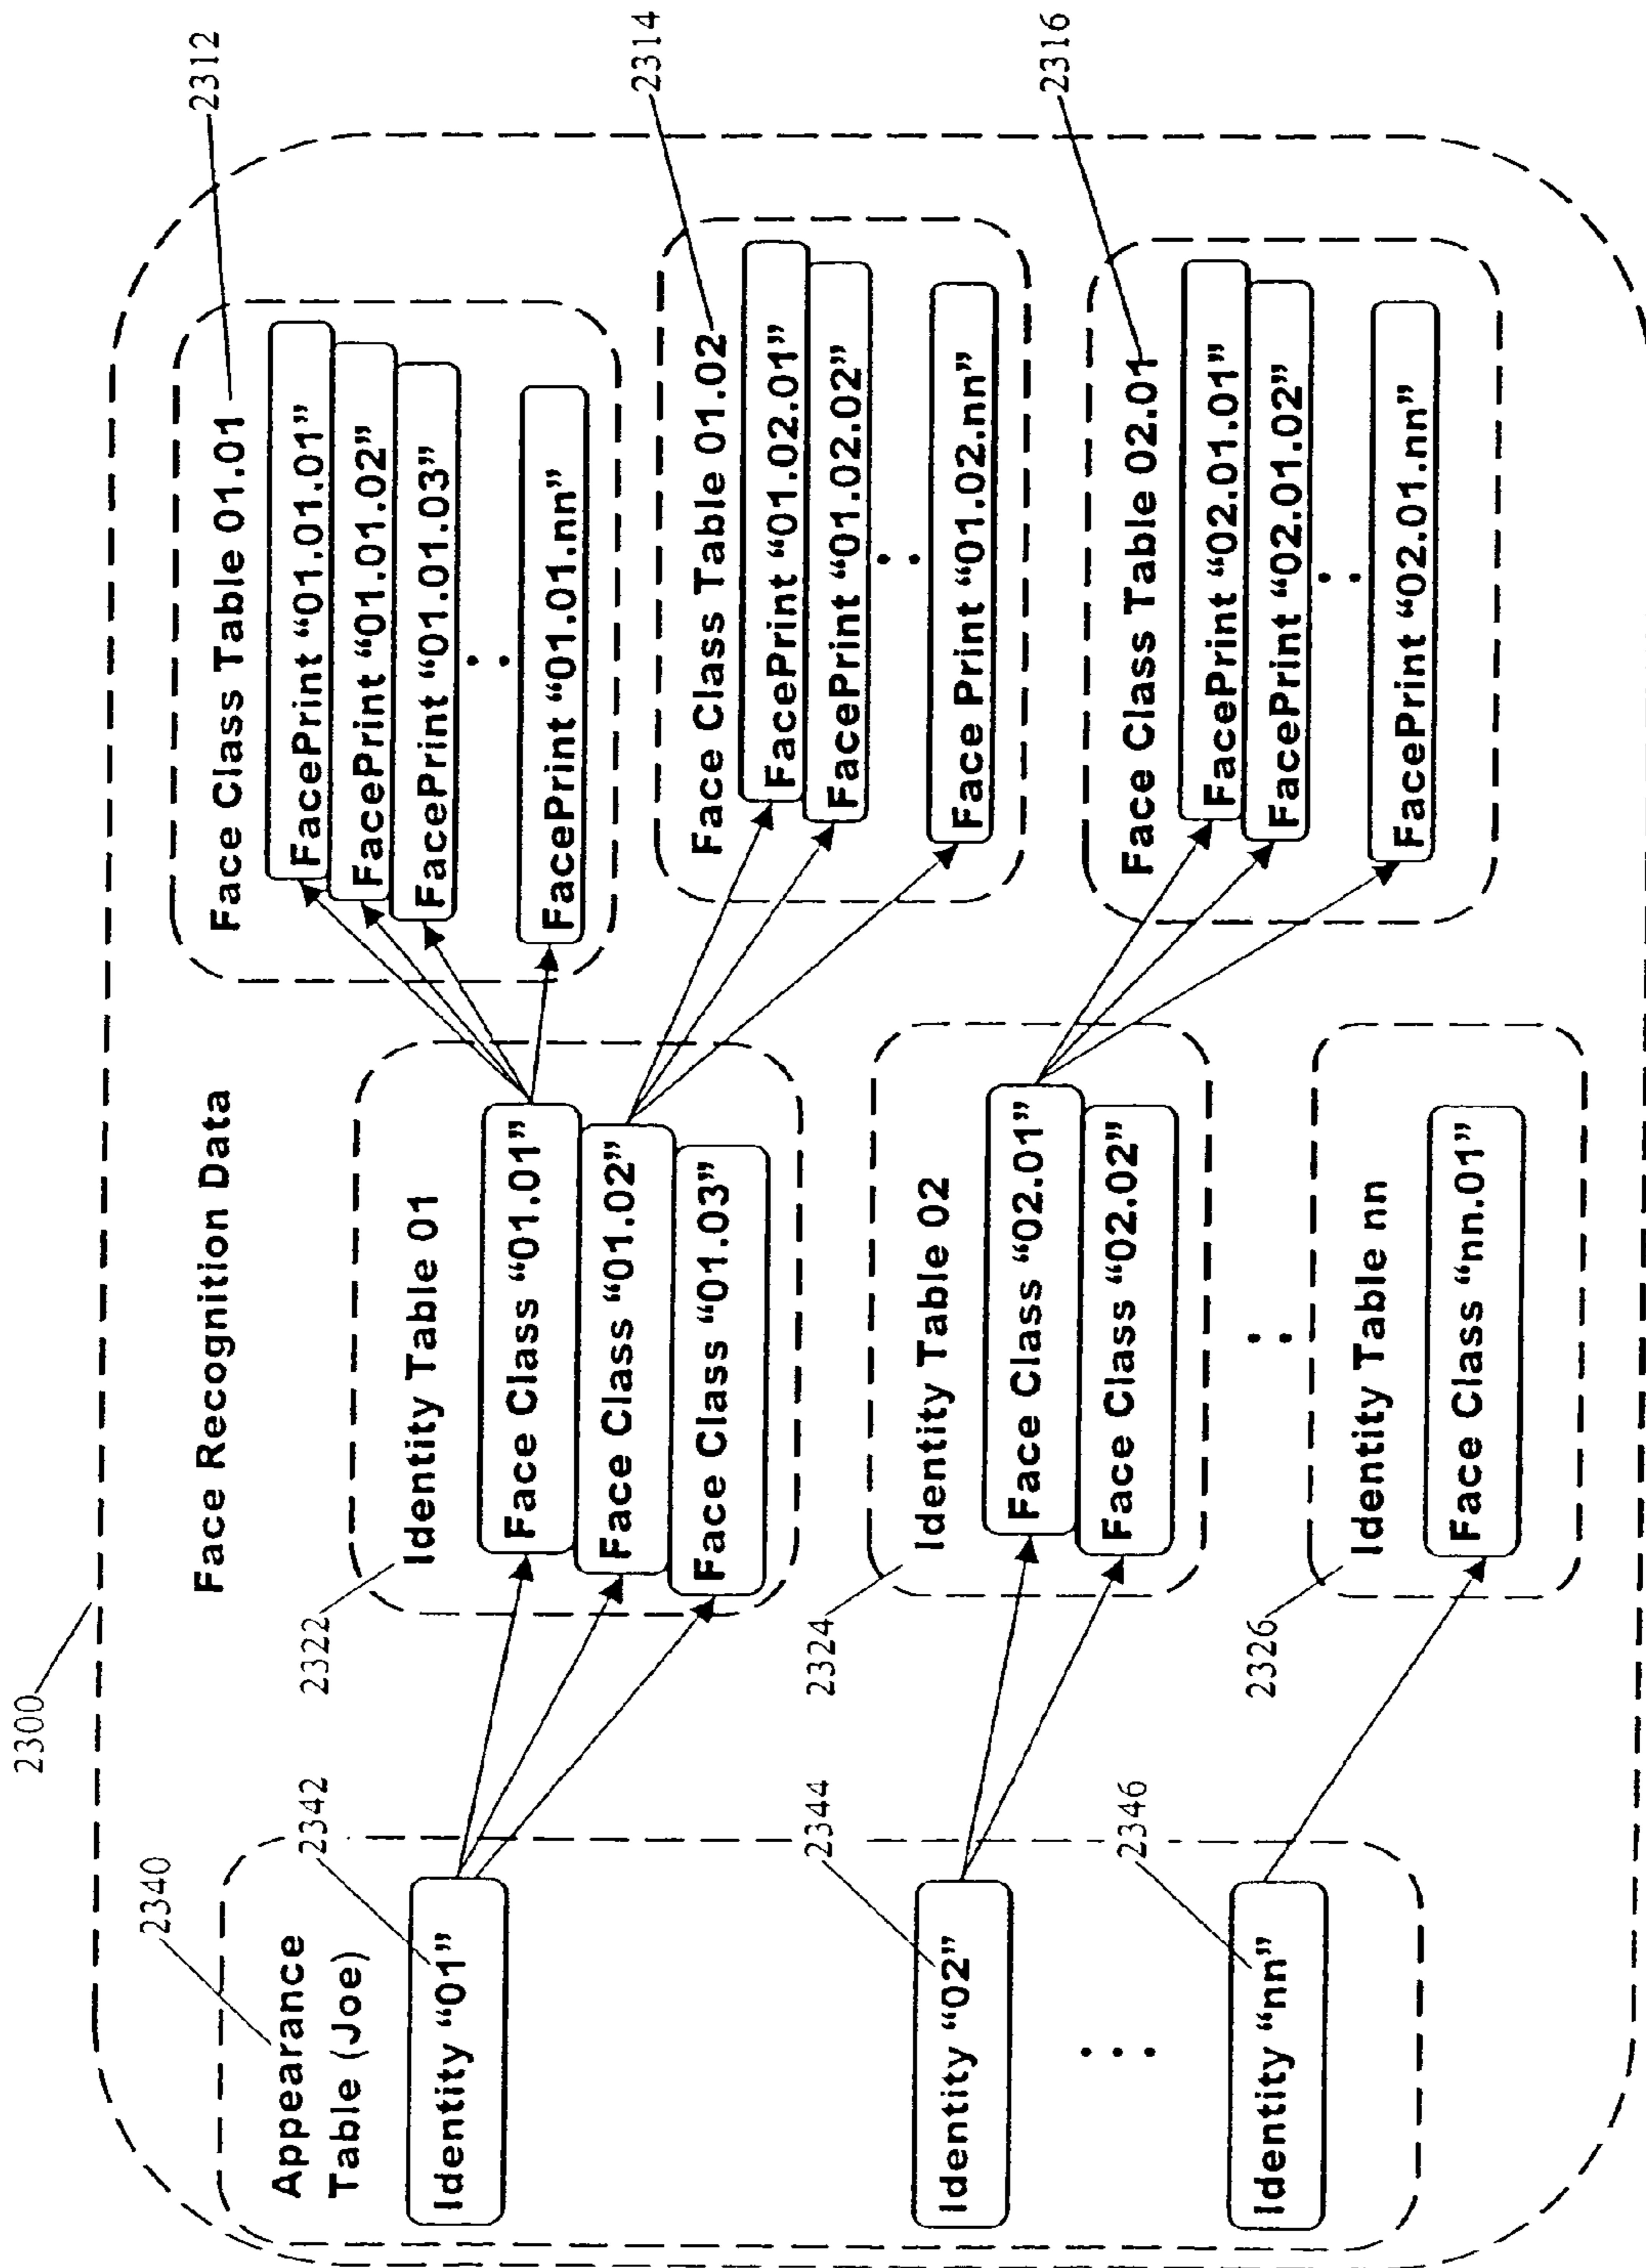 2300
Face Recognition Data
2340
Appearance
Table (Joe)
2342
Identity “01”
2344
Identity “02”
2346
Identity “nn”
2322
Identity Table 01
Face Class “01.01”
Face Class “01.02”
Face Class “01.03”
2324
Identity Table 02
Face Class “02.01”
Face Class “02.02”
2326
Identity Table nn
Face Class “nn.01”
2312
Face Class Table 01.01
FacePrint “01.01.01”
FacePrint “01.01.02”
FacePrint “01.01.03”
FacePrint “01.01.nn”
2314
Face Class Table 01.02
FacePrint “01.02.01”
FacePrint “01.02.02”
Face Print “01.02.nn”
2316
Face Class Table 02.01
FacePrint “02.01.01”
FacePrint “02.01.02”
FacePrint “02.01.nn”